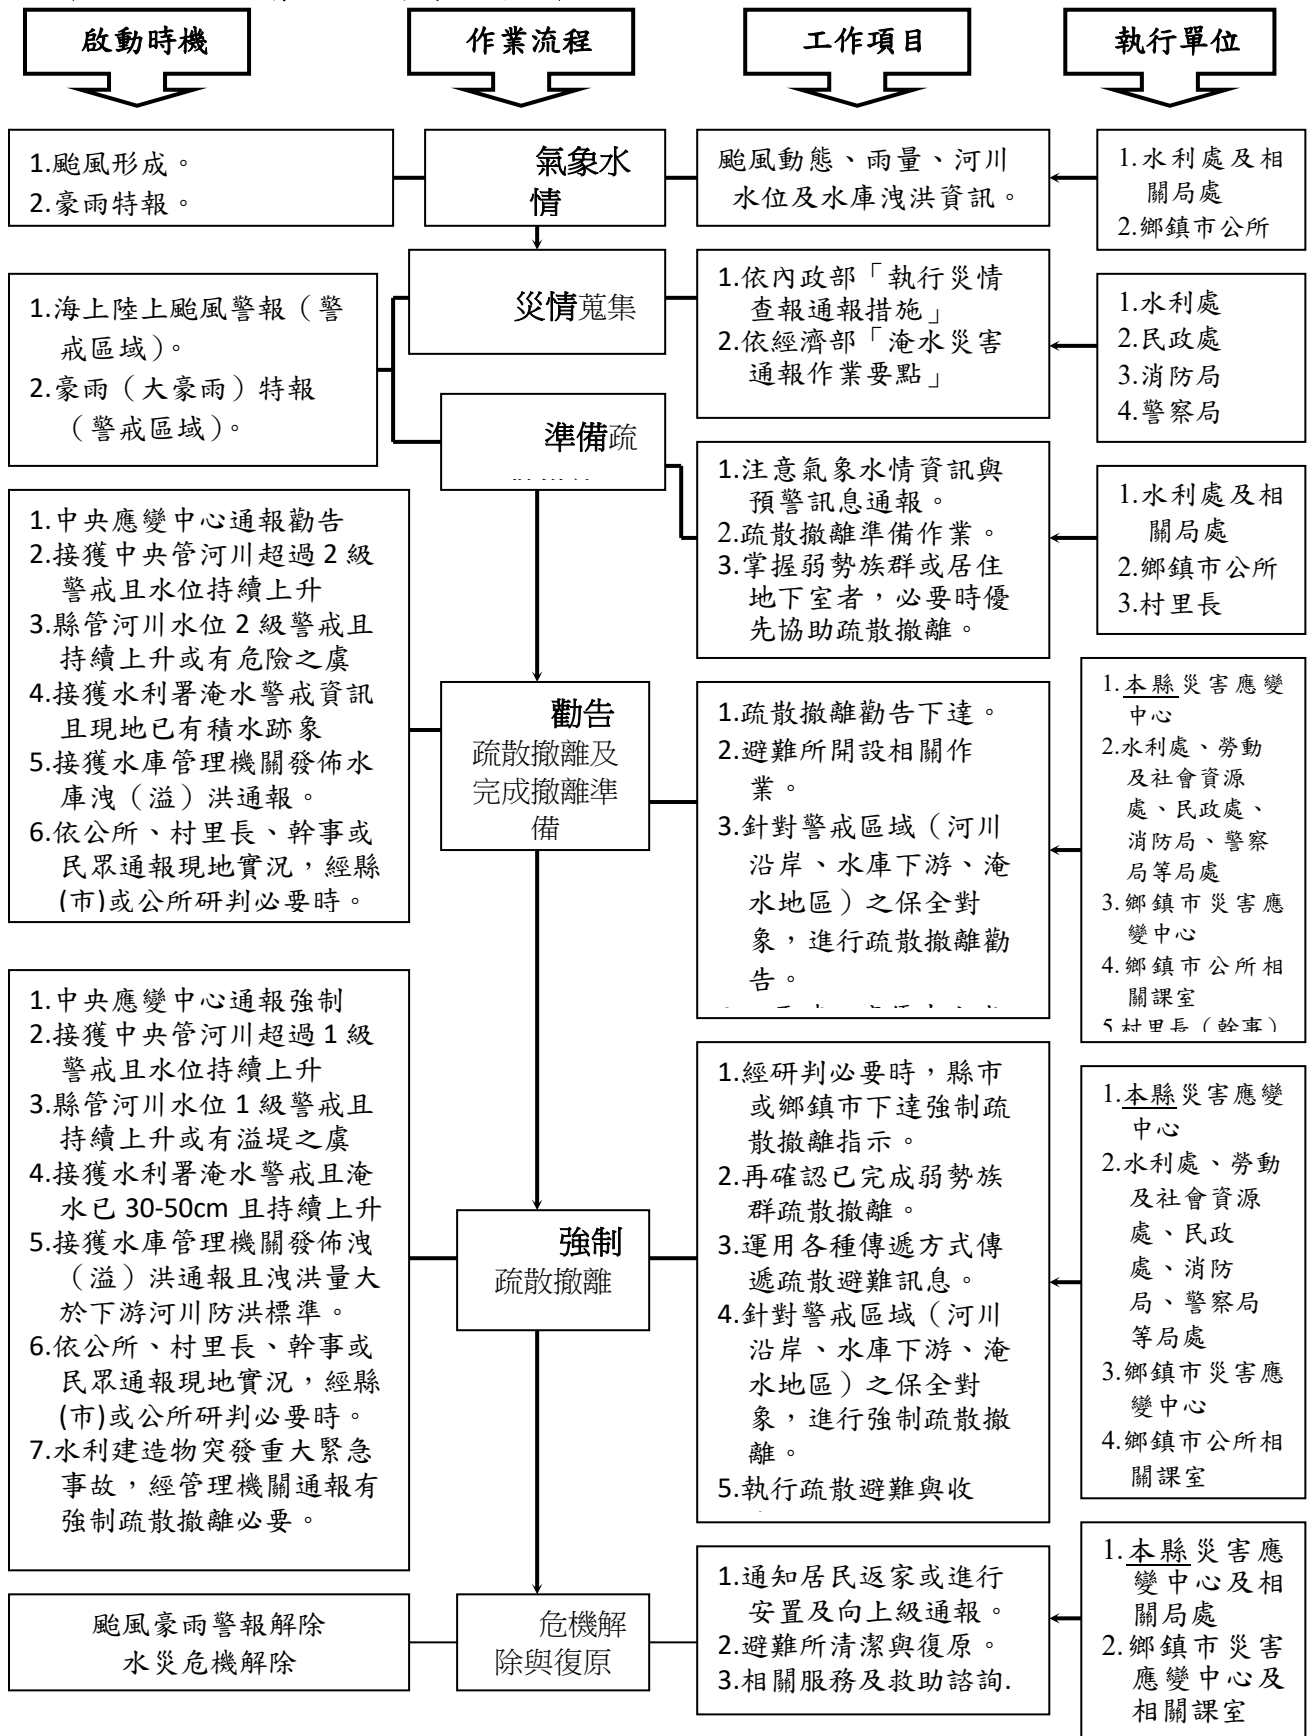 啟動時機
作業流程
工作項目
執行單位
1.颱風形成。
2.豪雨特報。
氣象水
情
颱風動態、雨量、河川
水位及水庫洩洪資訊。
1.水利處及相
關局處
2.鄉鎮市公所
1.海上陸上颱風警報（警
戒區域）。
2.豪雨（大豪雨）特報
（警戒區域）。
災情蒐集
1.依內政部「執行災情
查報通報措施」
2.依經濟部「淹水災害
通報作業要點」
1.水利處
2.民政處
3.消防局
4.警察局
準備疏
1.注意氣象水情資訊與
預警訊息通報。
2.疏散撤離準備作業。
3.掌握弱勢族群或居住
地下室者，必要時優
先協助疏散撤離。
1.水利處及相
關局處
2.鄉鎮市公所
3.村里長
1.中央應變中心通報勸告
2.接獲中央管河川超過 2 級
警戒且水位持續上升
3.縣管河川水位 2 級警戒且
持續上升或有危險之虞
4.接獲水利署淹水警戒資訊
且現地已有積水跡象
5.接獲水庫管理機關發佈水
庫洩（溢）洪通報。
6.依公所、村里長、幹事或
民眾通報現地實況，經縣
(市)或公所研判必要時。
勸告
疏散撤離及
完成撤離準
備
1.疏散撤離勸告下達。
2.避難所開設相關作
業。
3.針對警戒區域（河川
沿岸、水庫下游、淹
水地區）之保全對
象，進行疏散撤離勸
告。
1.本縣災害應變
中心
2.水利處、勞動
及社會資源
處、民政處、
消防局、警察
局等局處
3.鄉鎮市災害應
變中心
4.鄉鎮市公所相
關課室
5.村里長（幹事）
1.中央應變中心通報強制
2.接獲中央管河川超過 1 級
警戒且水位持續上升
3.縣管河川水位 1 級警戒且
持續上升或有溢堤之虞
4.接獲水利署淹水警戒且淹
水已 30-50cm 且持續上升
5.接獲水庫管理機關發佈洩
（溢）洪通報且洩洪量大
於下游河川防洪標準。
6.依公所、村里長、幹事或
民眾通報現地實況，經縣
(市)或公所研判必要時。
7.水利建造物突發重大緊急
事故，經管理機關通報有
強制疏散撤離必要。
強制
疏散撤離
1.經研判必要時，縣市
或鄉鎮市下達強制疏
散撤離指示。
2.再確認已完成弱勢族
群疏散撤離。
3.運用各種傳遞方式傳
遞疏散避難訊息。
4.針對警戒區域（河川
沿岸、水庫下游、淹
水地區）之保全對
象，進行強制疏散撤
離。
5.執行疏散避難與收
1.本縣災害應變
中心
2.水利處、勞動
及社會資源
處、民政
處、消防
局、警察局
等局處
3.鄉鎮市災害應
變中心
4.鄉鎮市公所相
關課室
颱風豪雨警報解除
水災危機解除
危機解
除與復原
1.通知居民返家或進行
安置及向上級通報。
2.避難所清潔與復原。
3.相關服務及救助諮詢.
1.本縣災害應
變中心及相
關局處
2.鄉鎮市災害
應變中心及
相關課室